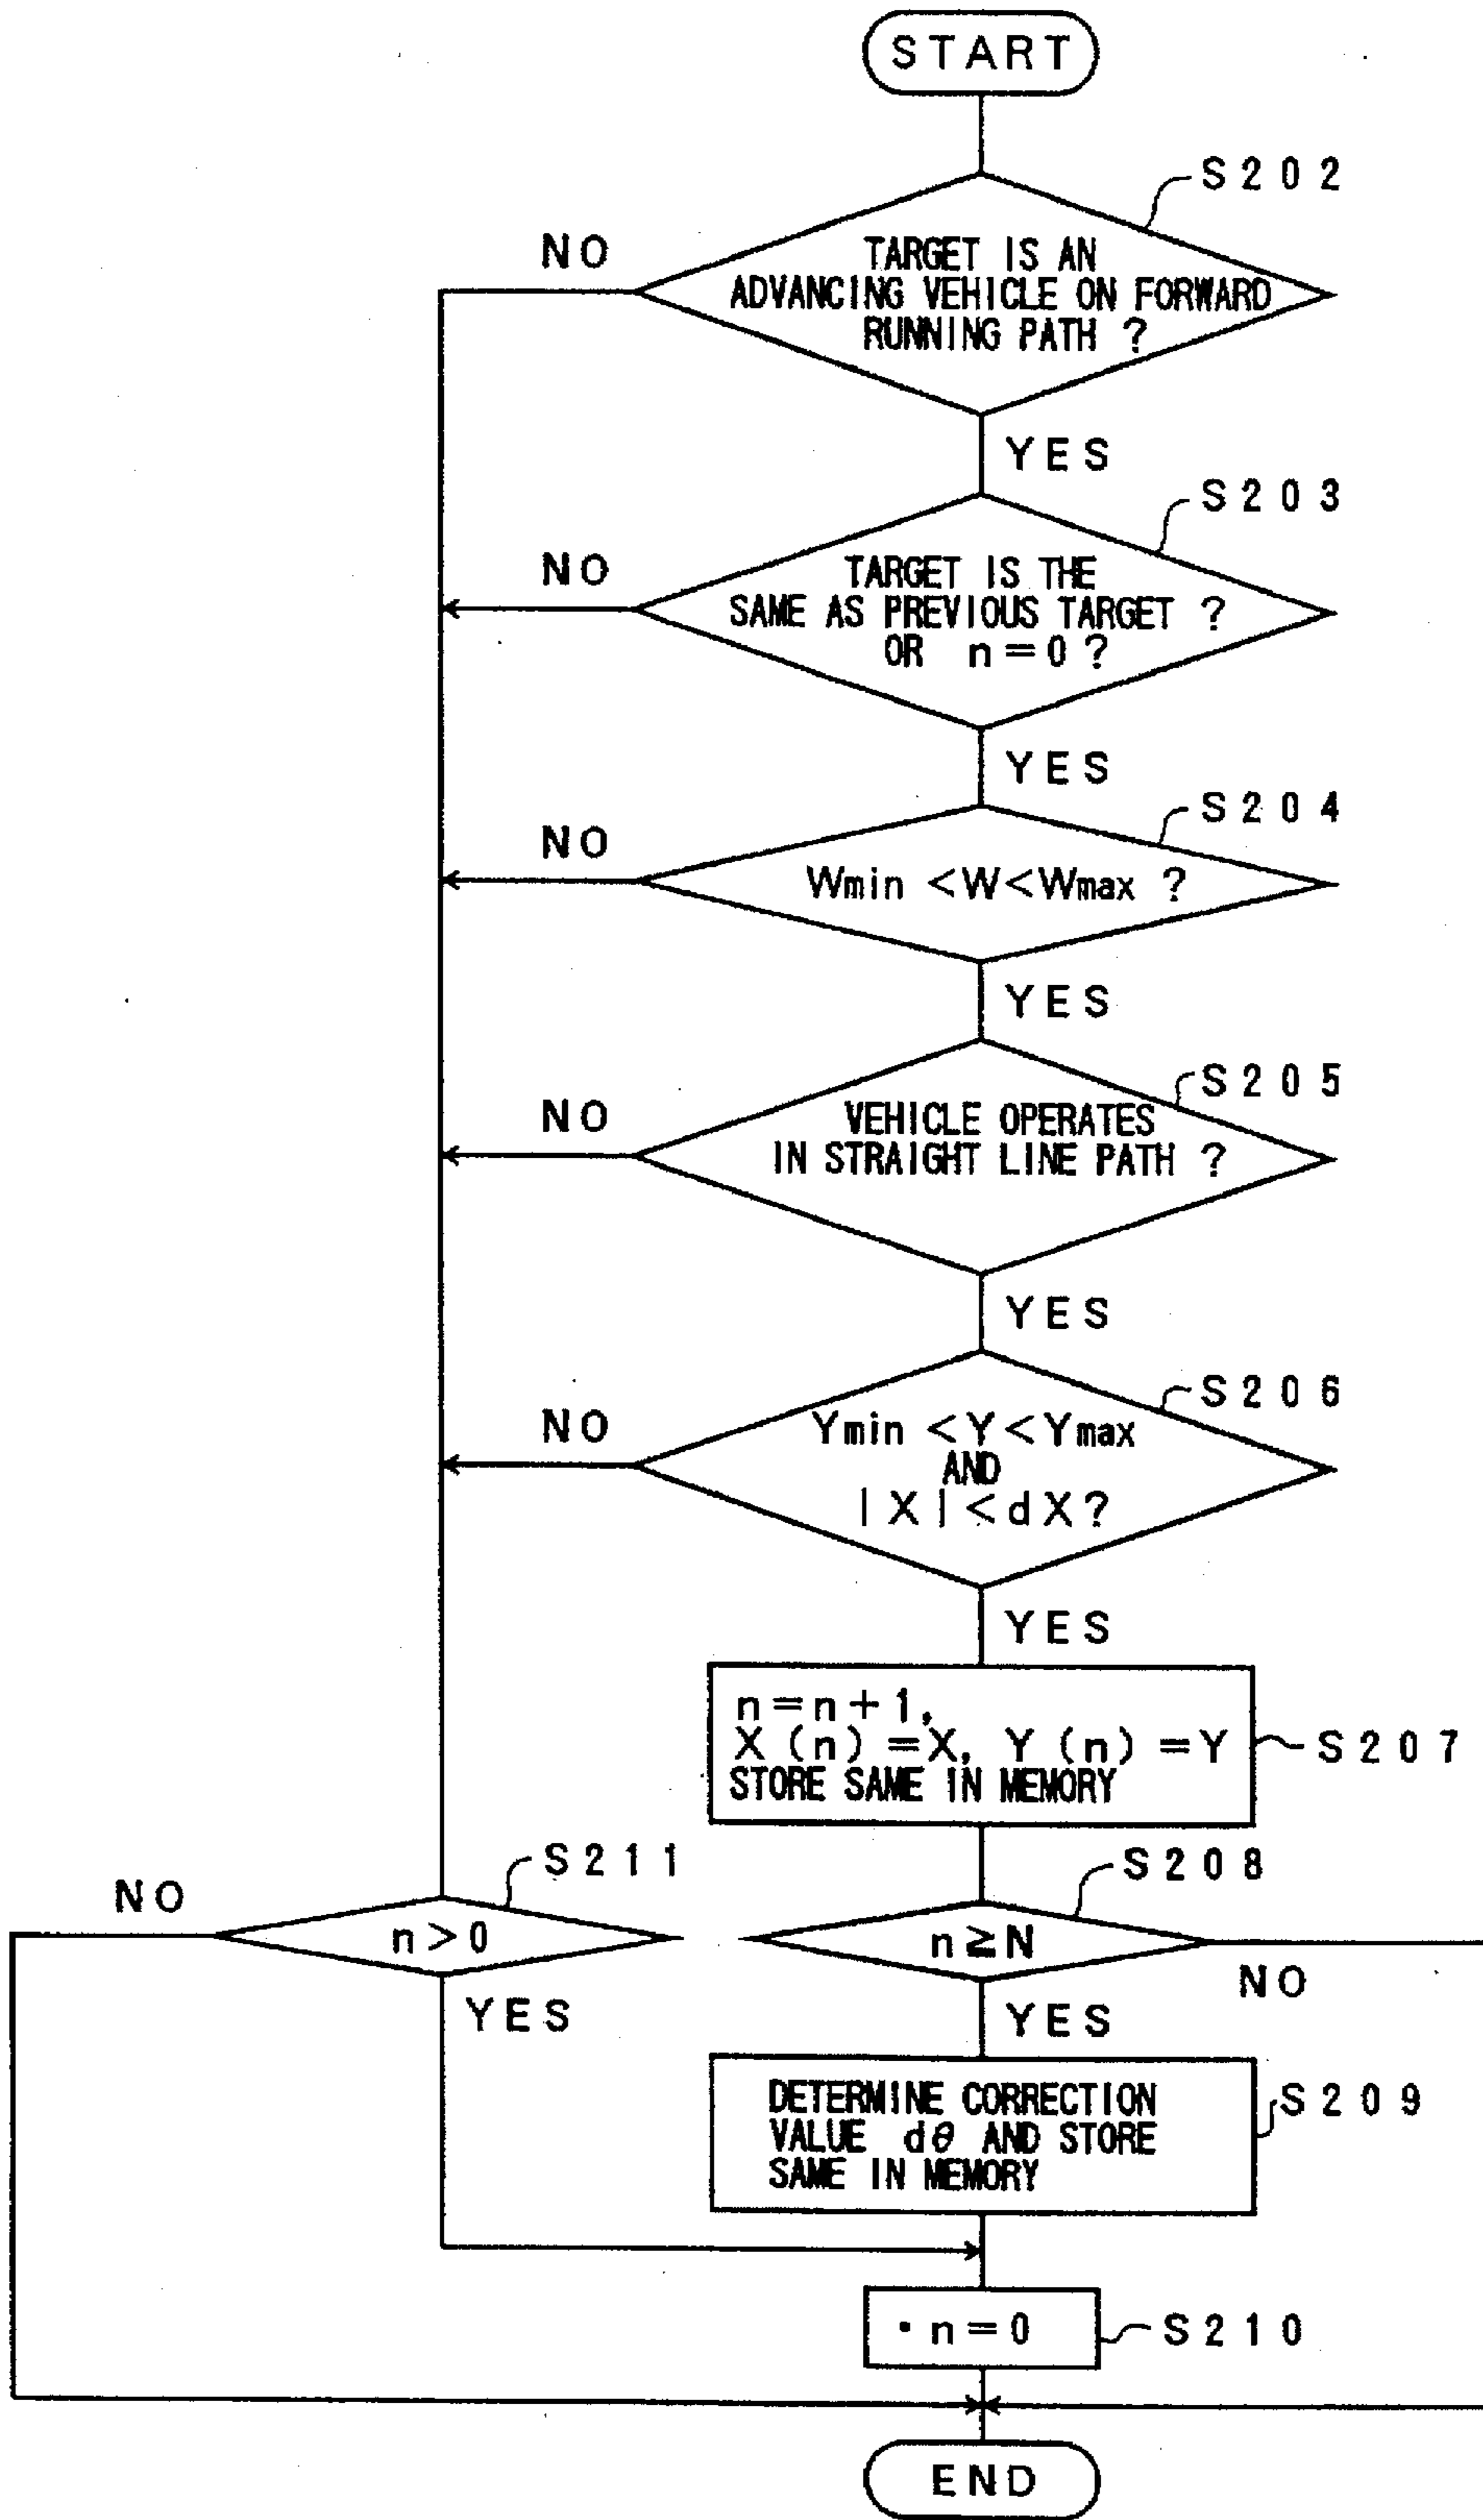 START
S202
NO
TARGET IS AN
ADVANCING VEHICLE ON FORWARD
RUNNING PATH ?
YES
S203
NO
TARGET IS THE
SAME AS PREVIOUS TARGET ?
OR n=0?
YES
S204
NO
Wmin <W<Wmax ?
YES
S205
NO
VEHICLE OPERATES
IN STRAIGHT LINE PATH ?
YES
S206
NO
Ymin <Y<Ymax
AND
|X|<dX?
YES
n=n+1,
X(n)=X, Y(n)=Y
STORE SAME IN MEMORY
S207
S211
S208
NO
n>0
n≧N
NO
YES
YES
DETERMINE CORRECTION
VALUE dθ AND STORE
SAME IN MEMORY
S209
・n=0
S210
END